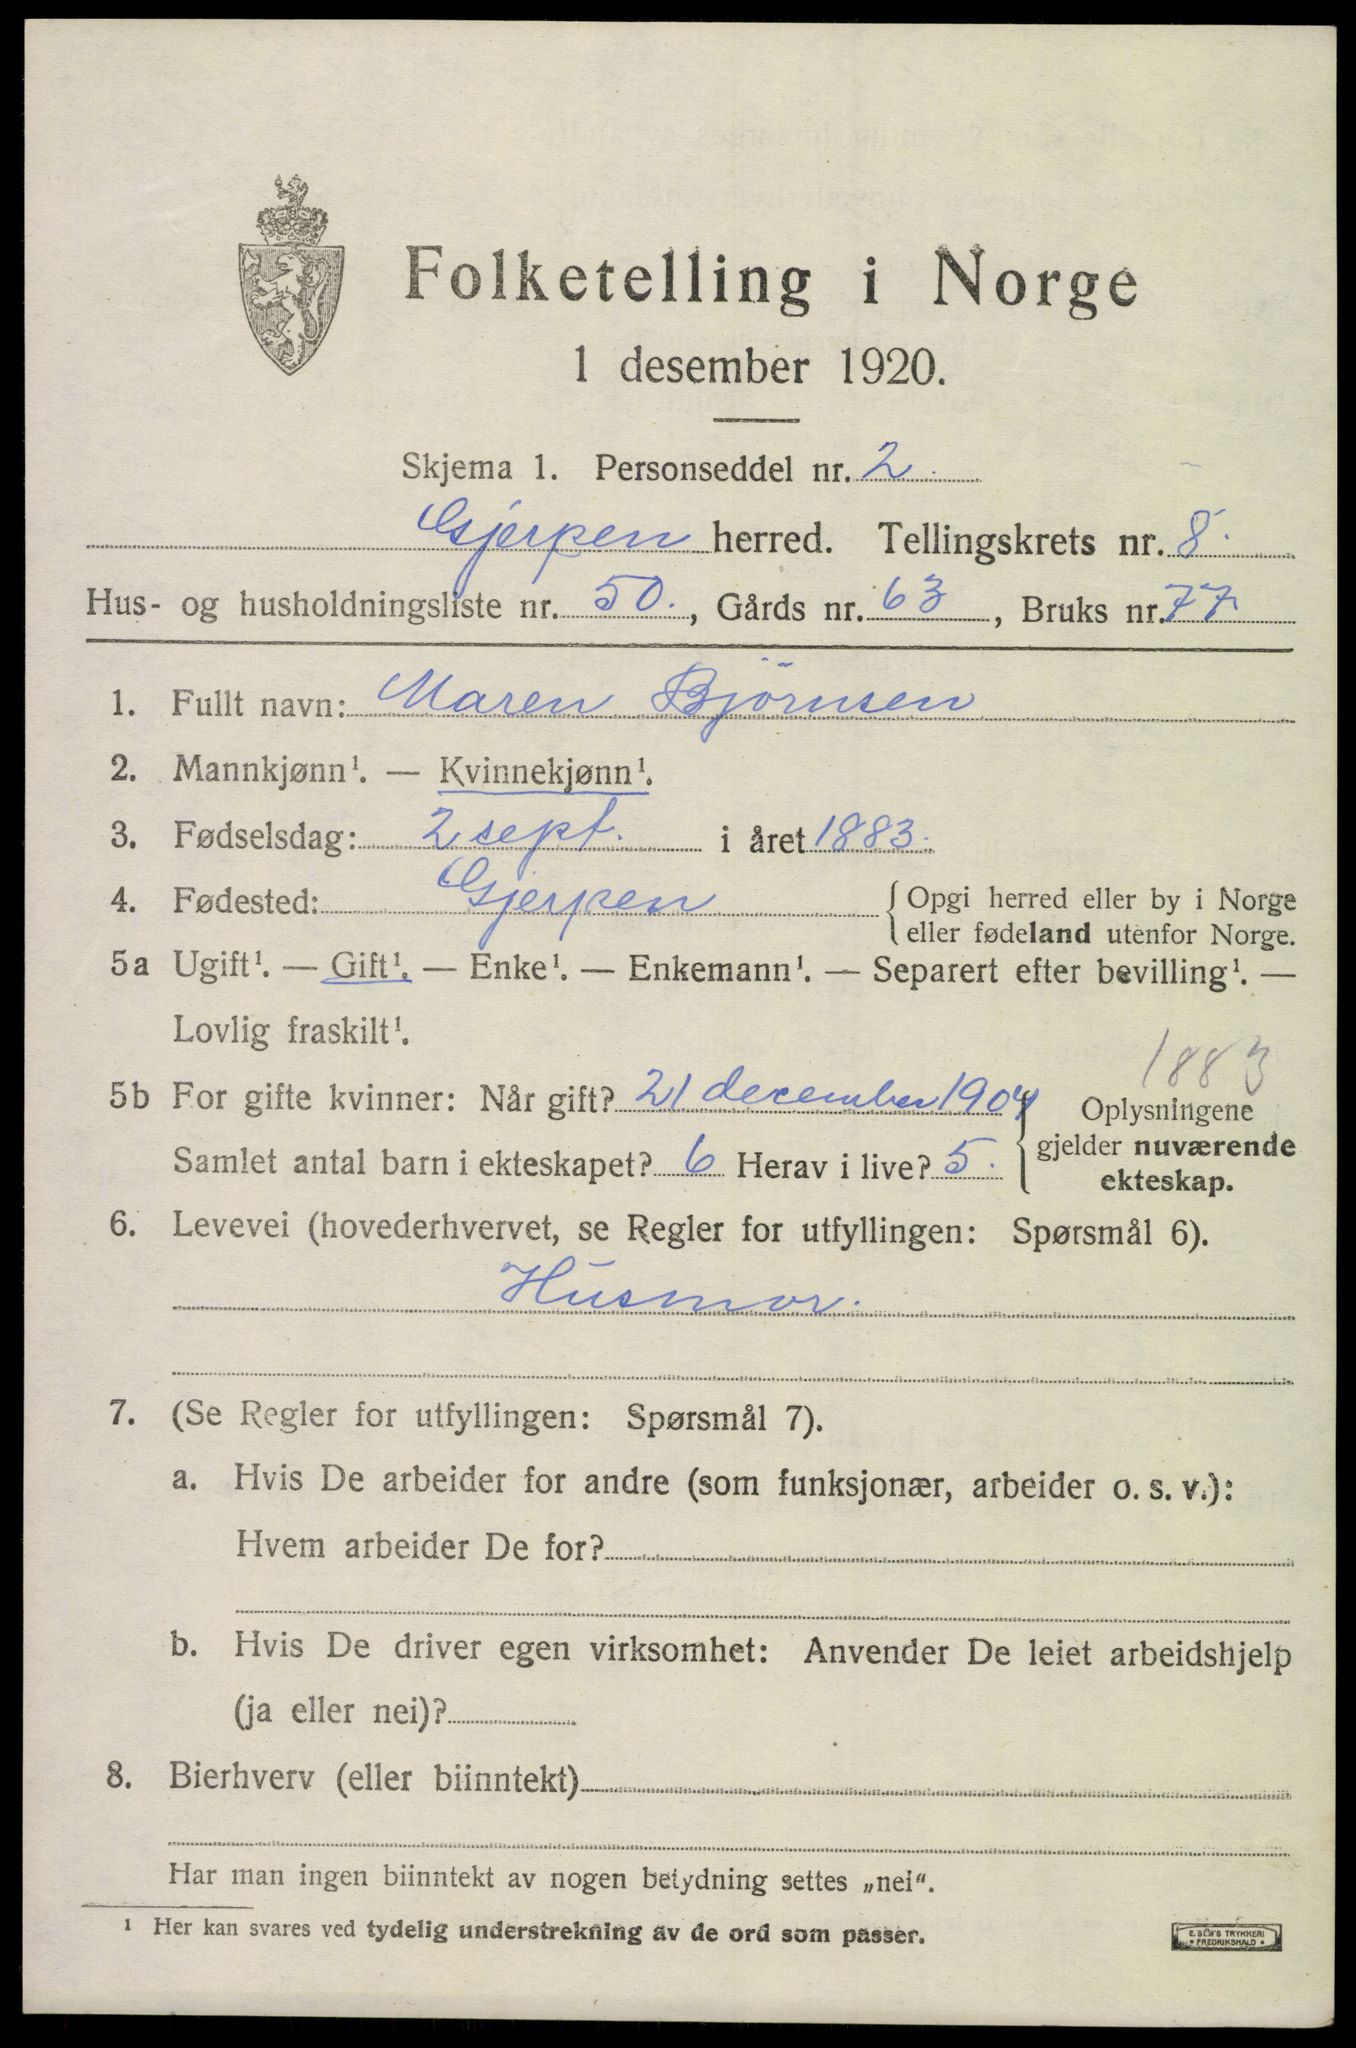 Folketelling i Norge
1 desember 1920.
Skjema 1. Personseddel nr. 2.
Gjerpen herred. Tellingskrets nr. 8.
Hus- og husholdningsliste nr. 50., Gårds nr. 63, Bruks nr. 77
1. Fullt navn: Maren Björnsen
2. Mannkjønn¹. — Kvinnekjønn¹.
3. Fødselsdag: 2 sept. i året 1883.
4. Fødested: Gjerpen { Opgi herred eller by i Norge
eller fødeland utenfor Norge.
5a Ugift¹. — Gift¹. — Enke¹. — Enkemann¹. — Separert efter bevilling¹. —
Lovlig fraskilt¹.
1883
5b For gifte kvinner: Når gift? 21 december 1904 { Oplysningene
gjelder nuværende
Samlet antal barn i ekteskapet? 6 Herav i live? 5.
ekteskap.
6. Levevei (hovederhvervet, se Regler for utfyllingen: Spørsmål 6).
Husmor.
7. (Se Regler for utfyllingen: Spørsmål 7).
a. Hvis De arbeider for andre (som funksjonær, arbeider o. s. v.):
Hvem arbeider De for?
b. Hvis De driver egen virksomhet: Anvender De leiet arbeidshjelp
(ja eller nei)?
8. Bierhverv (eller biinntekt)
Har man ingen biinntekt av nogen betydning settes „nei“.
¹ Her kan svares ved tydelig understrekning av de ord som passer.
E. SEM'S TRYKKERI
FREDRIKSHALD